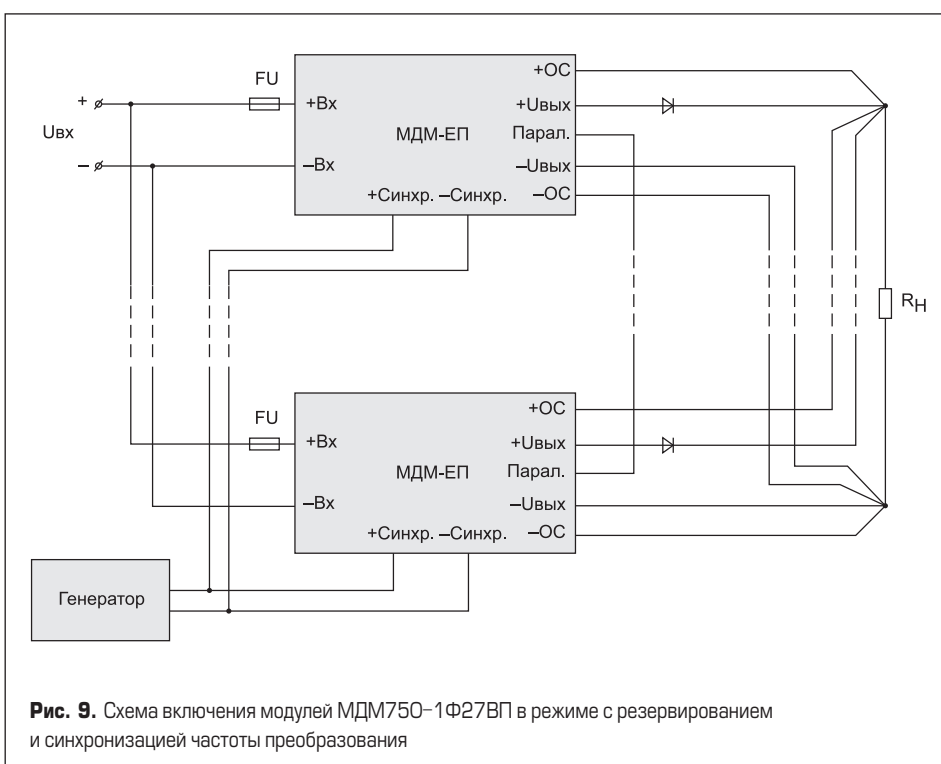 FU
+ОС
+
+Вх
+Uвых
Uвх
МДМ-ЕП
Парал.
–
–Вх
–Uвых
+Синхр. –Синхр.
–ОС
RН
FU
+ОС
+Вх
+Uвых
МДМ-ЕП
Парал.
–Вх
–Uвых
+Синхр. –Синхр.
–ОС
Генератор
Рис. 9. Схема включения модулей МДМ750–1Ф27ВП в режиме с резервированием
и синхронизацией частоты преобразования